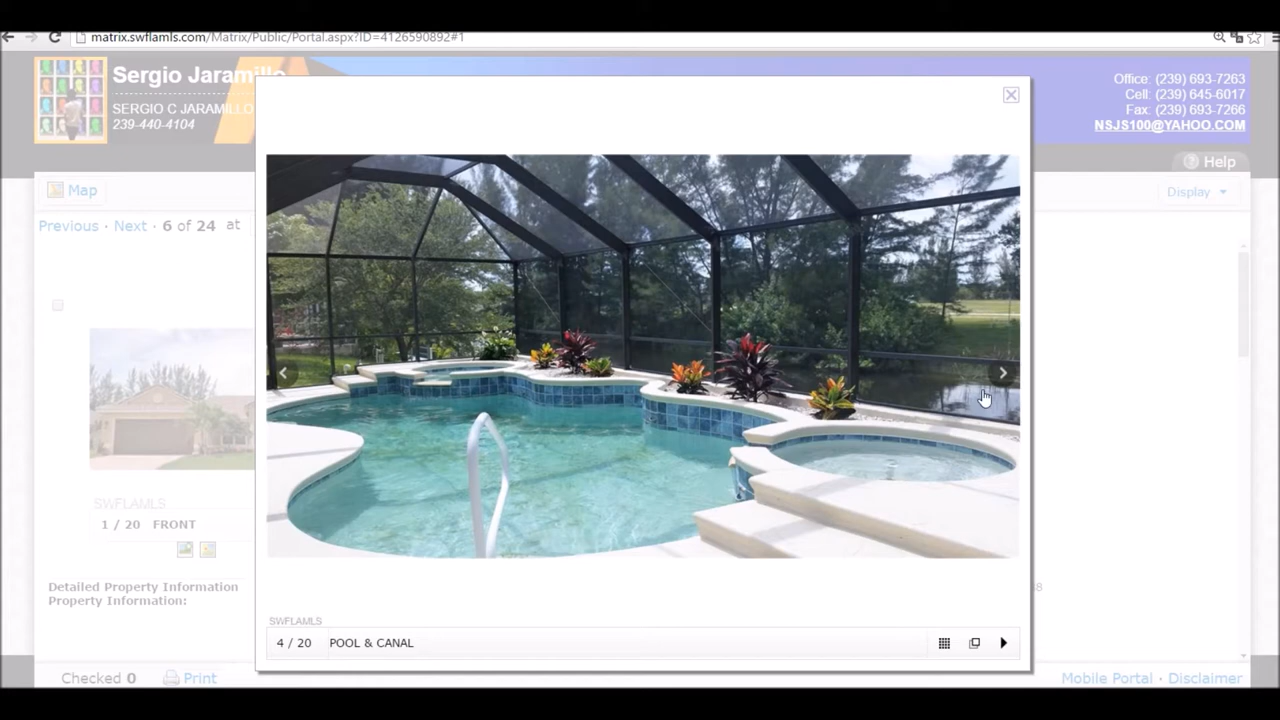 matrix.swflamls.com/Matrix/Public/Portal.aspx?ID=4126590892#1
Sergio Jaramillo
SERGIO C JARAMILLO
239-440-4104
Office: (239) 693-7263
Cell: (239) 645-6017
Fax: (239) 693-7266
NSJS100@YAHOO.COM
Help
Map
Display
Previous · Next · 6 of 24 at
SWFLAMLS
1 / 20 FRONT
Detailed Property Information
Property Information:
SWFLAMLS
4 / 20 POOL & CANAL
Checked 0 Print
Mobile Portal · Disclaimer